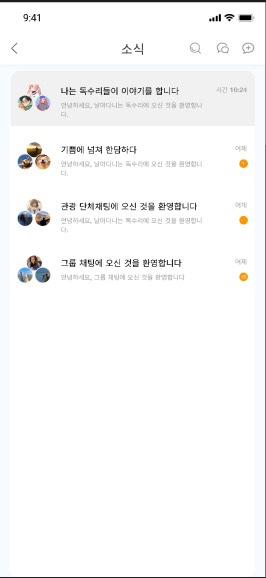 9:41
소식
나는 독수리들이 이야기를 합니다
시간 10:24
안녕하세요, 날아다니는 독수리에 오신 것을 환영합니
다.
기쁨에 넘쳐 한담하다
어제
안녕하세요, 날아다니는 독수리에 오신 것을 환영합니
다.
관광 단체채팅에 오신 것을 환영합니다
어제
안녕하세요, 날아다니는 독수리에 오신 것을 환영합니
다.
그룹 채팅에 오신 것을 환영합니다
어제
안녕하세요, 그룹 채팅에 오신 것을 환영합니다